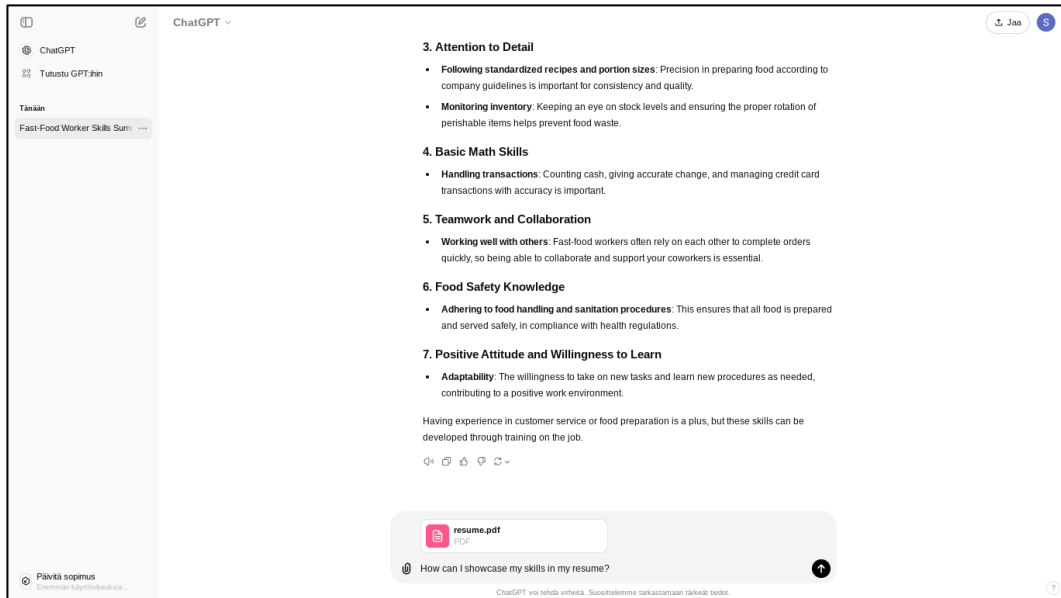 ChatGPT
Jaa
S
ChatGPT
Tutustu GPT:ihin
Tänään
Fast-Food Worker Skills Sum
3. Attention to Detail
Following standardized recipes and portion sizes: Precision in preparing food according to
company guidelines is important for consistency and quality.
Monitoring inventory: Keeping an eye on stock levels and ensuring the proper rotation of
perishable items helps prevent food waste.
4. Basic Math Skills
Handling transactions: Counting cash, giving accurate change, and managing credit card
transactions with accuracy is important.
5. Teamwork and Collaboration
Working well with others: Fast-food workers often rely on each other to complete orders
quickly, so being able to collaborate and support your coworkers is essential.
6. Food Safety Knowledge
Adhering to food handling and sanitation procedures: This ensures that all food is prepared
and served safely, in compliance with health regulations.
7. Positive Attitude and Willingness to Learn
Adaptability: The willingness to take on new tasks and learn new procedures as needed,
contributing to a positive work environment.
Having experience in customer service or food preparation is a plus, but these skills can be
developed through training on the job.
resume.pdf
PDF
How can I showcase my skills in my resume?
Päivitä sopimus
Enemmän käyttöoikeuksia...
ChatGPT voi tehdä virheitä. Suosittelemme tarkastamaan tärkeät tiedot.
?